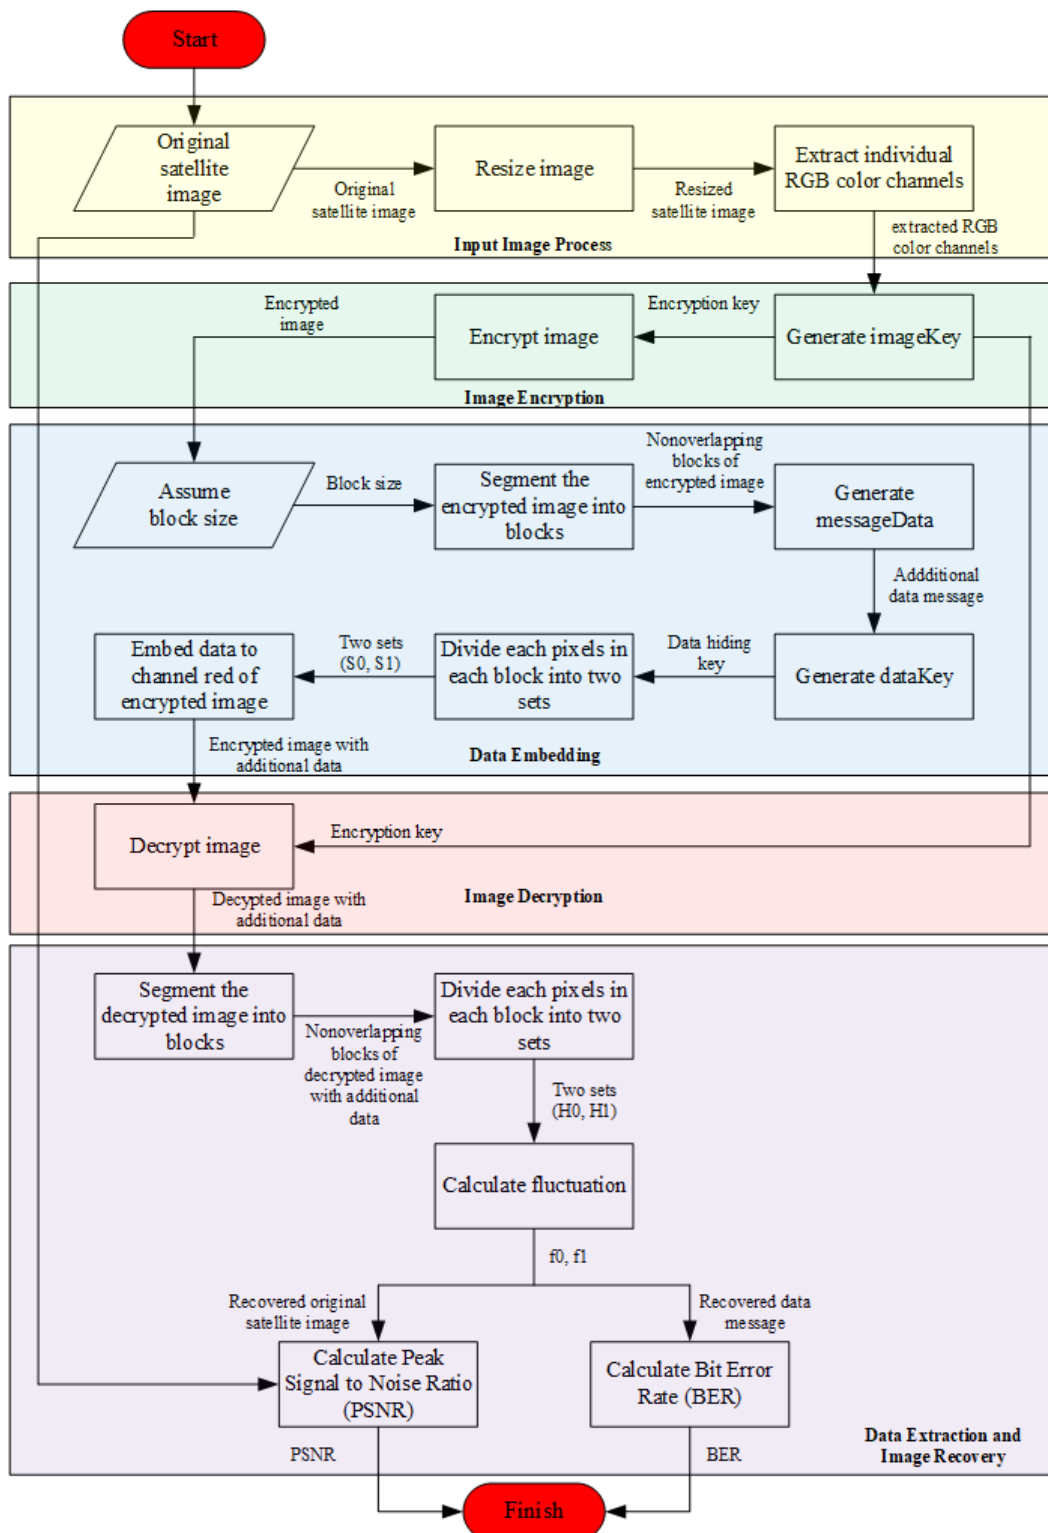 Start
Original
satellite
image
Original
satellite image
Resize image
Resized
satellite image
Extract individual
RGB color channels
Input Image Process
extracted RGB
color channels
Encrypted
image
Encrypt image
Encryption key
Generate imageKey
Image Encryption
Assume
block size
Block size
Segment the
encrypted image into
blocks
Nonoverlapping
blocks of
encrypted image
Generate
messageData
Addditional
data message
Embed data to
channel red of
encrypted image
Two sets
(S0, S1)
Divide each pixels in
each block into two
sets
Data hiding
key
Generate dataKey
Encrypted image with
additional data
Data Embedding
Decrypt image
Encryption key
Image Decryption
Decypted image with
additional data
Segment the
decrypted image into
blocks
Nonoverlapping
blocks of
decrypted image
with additional
data
Divide each pixels in
each block into two
sets
Two sets
(H0, H1)
Calculate fluctuation
f0, f1
Recovered original
satellite image
Recovered data
message
Calculate Peak
Signal to Noise Ratio
(PSNR)
Calculate Bit Error
Rate (BER)
PSNR
BER
Data Extraction and
Image Recovery
Finish